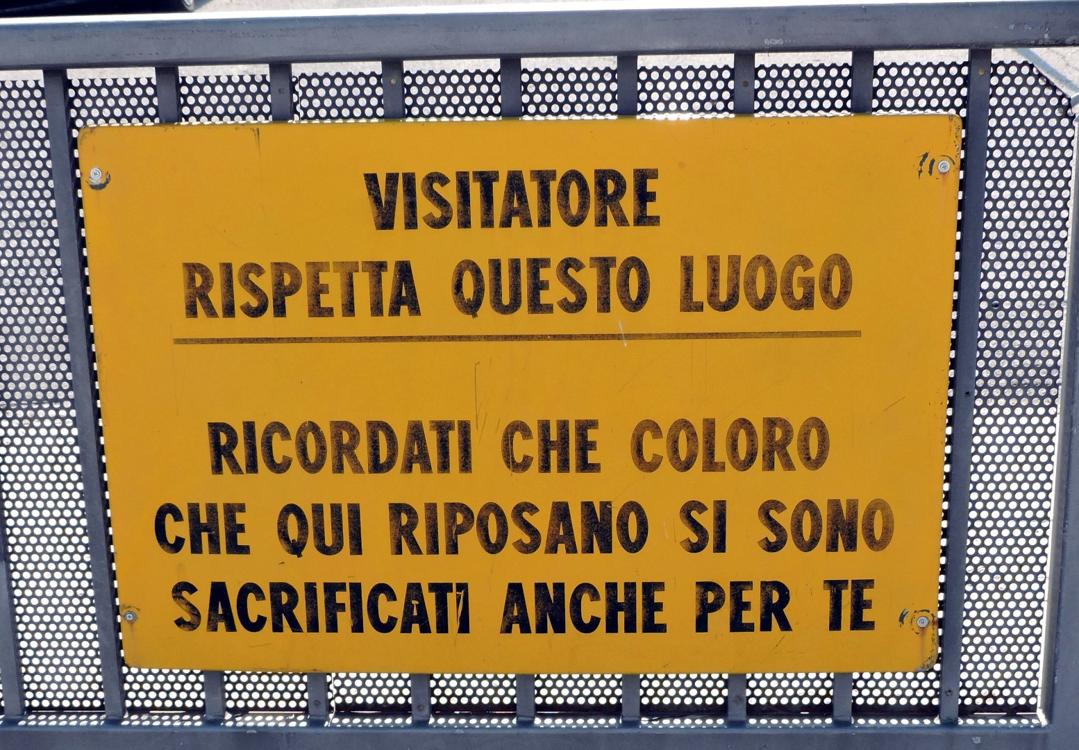 VISITATORE
RISPETTA QUESTO LUOGO
RICORDATI CHE COLORO
CHE QUI RIPOSANO SI SONO
SACRIFICATI ANCHE PER TE